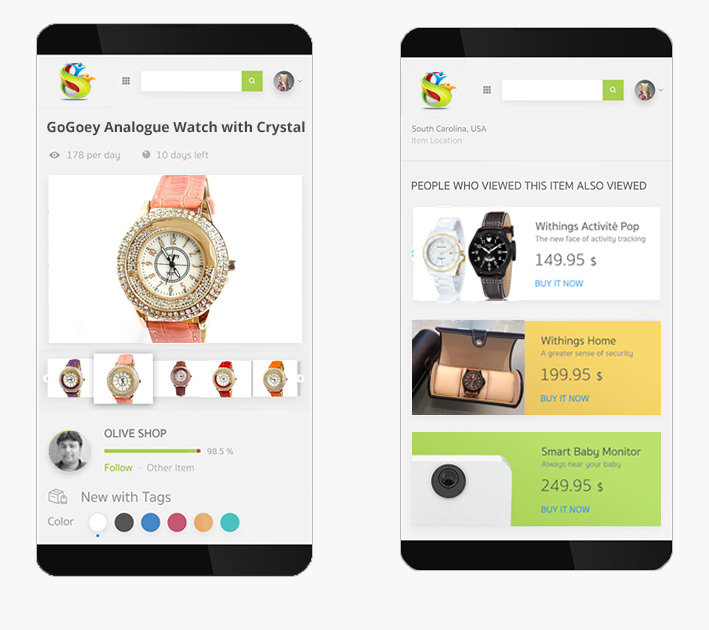 GoGoey Analogue Watch with Crystal
178 per day
10 days left
OLIVE SHOP
98.5 %
Follow · Other Item
New with Tags
Color
South Carolina, USA
Item Location
PEOPLE WHO VIEWED THIS ITEM ALSO VIEWED
Withings Activité Pop
The new face of activity tracking
149.95 $
BUY IT NOW
Withings Home
A greater sense of security
199.95 $
BUY IT NOW
Smart Baby Monitor
Always near your baby
249.95 $
BUY IT NOW